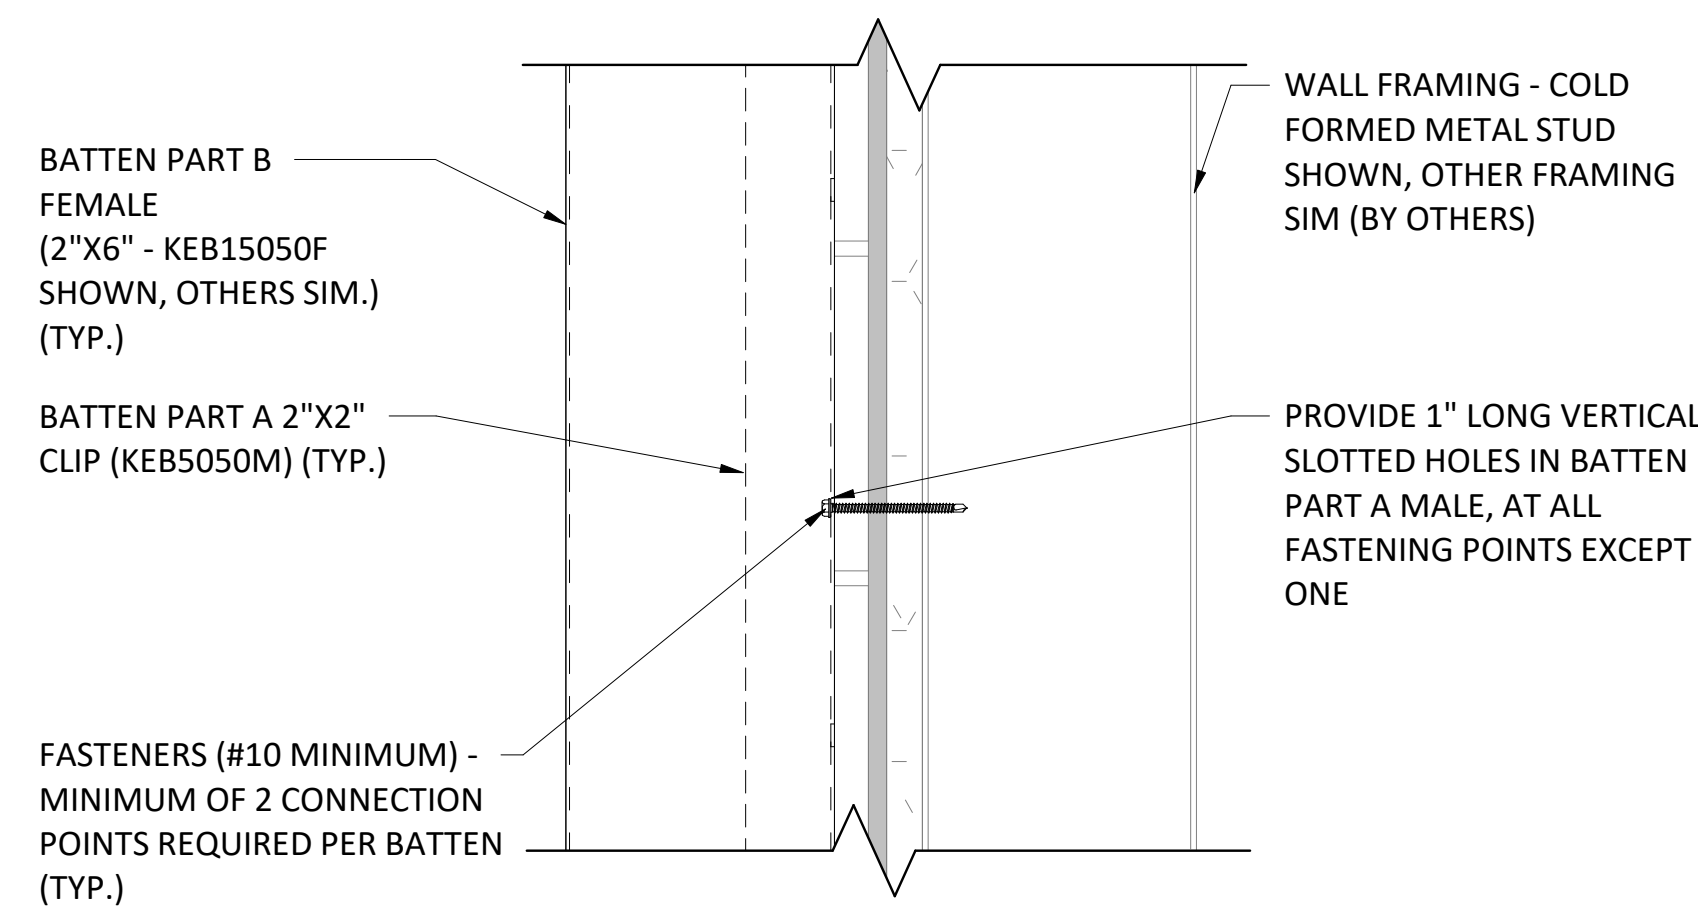 BATTEN PART B
FEMALE
(2"X6" - KEB15050F
SHOWN, OTHERS SIM.)
(TYP.)
BATTEN PART A 2"X2"
CLIP (KEB5050M) (TYP.)
FASTENERS (#10 MINIMUM) -
MINIMUM OF 2 CONNECTION
POINTS REQUIRED PER BATTEN
(TYP.)
WALL FRAMING - COLD
FORMED METAL STUD
SHOWN, OTHER FRAMING
SIM (BY OTHERS)
PROVIDE 1" LONG VERTICAL
SLOTTED HOLES IN BATTEN
PART A MALE, AT ALL
FASTENING POINTS EXCEPT
ONE